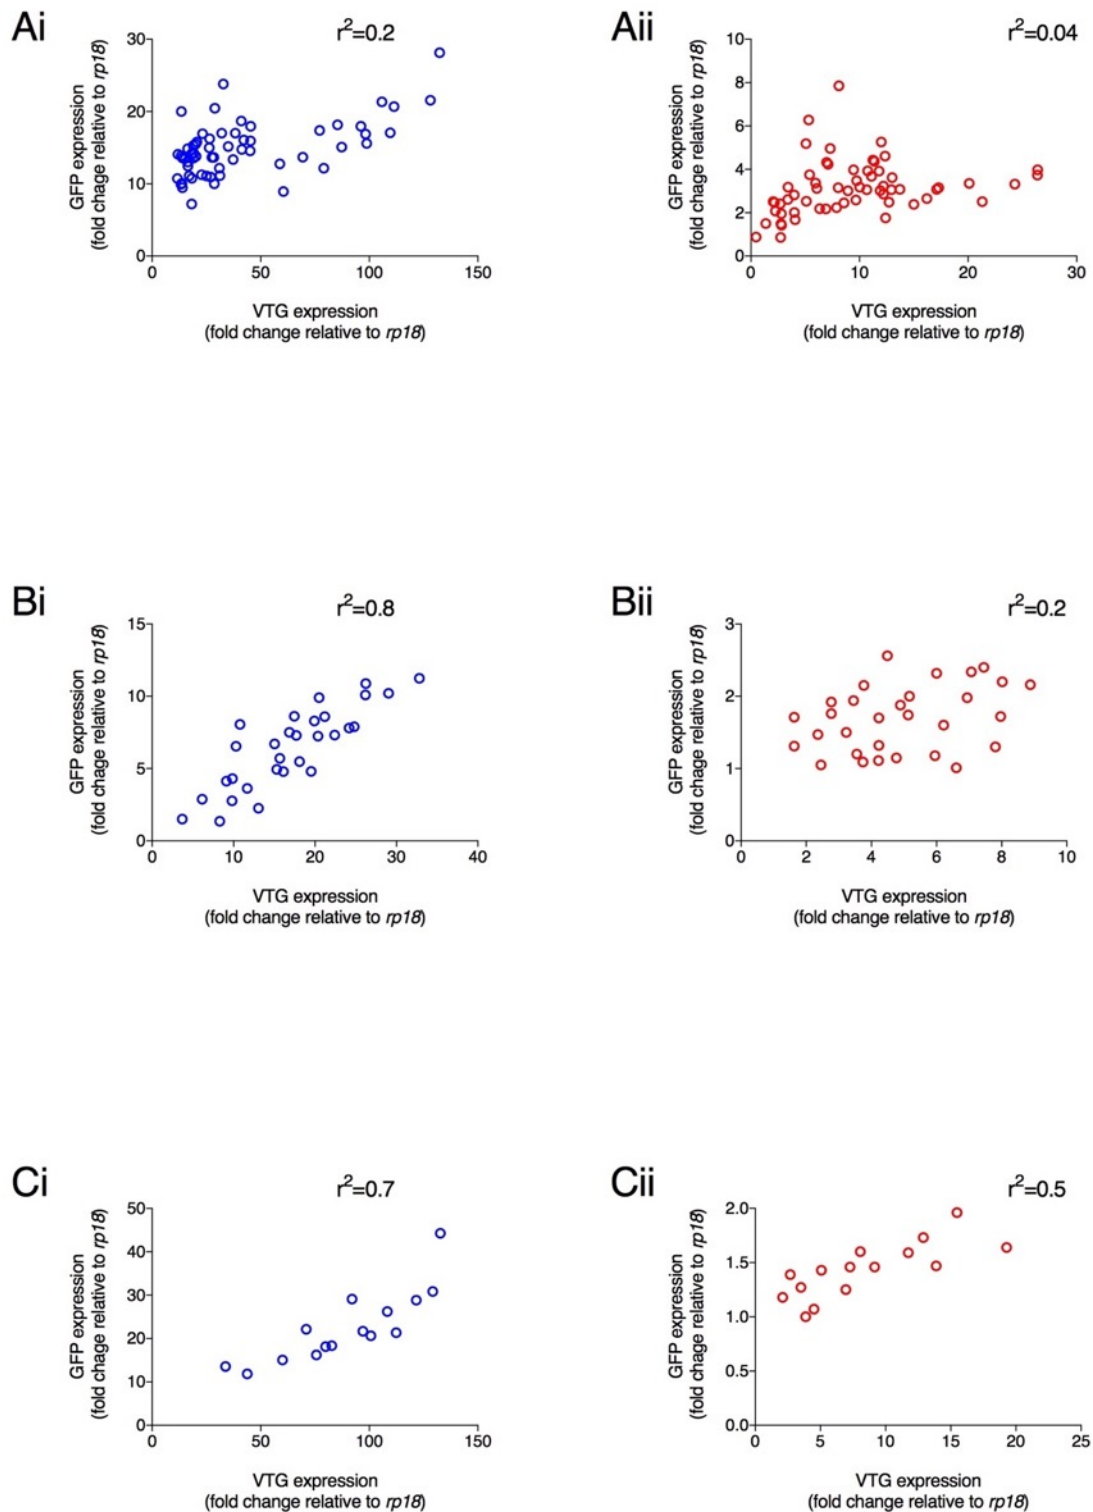 Ai
r²=0.2
GFP expression
(fold chage relative to rp18)
30
20
10
0
0 50 100 150
VTG expression
(fold change relative to rp18)
Aii
r²=0.04
GFP expression
(fold chage relative to rp18)
10
8
6
4
2
0
0 10 20 30
VTG expression
(fold change relative to rp18)
Bi
r²=0.8
GFP expression
(fold chage relative to rp18)
15
10
5
0
0 10 20 30 40
VTG expression
(fold change relative to rp18)
Bii
r²=0.2
GFP expression
(fold chage relative to rp18)
3
2
1
0
0 2 4 6 8 10
VTG expression
(fold change relative to rp18)
Ci
r²=0.7
GFP expression
(fold chage relative to rp18)
50
40
30
20
10
0
0 50 100 150
VTG expression
(fold change relative to rp18)
Cii
r²=0.5
GFP expression
(fold chage relative to rp18)
2.0
1.5
1.0
0.5
0.0
0 5 10 15 20 25
VTG expression
(fold change relative to rp18)